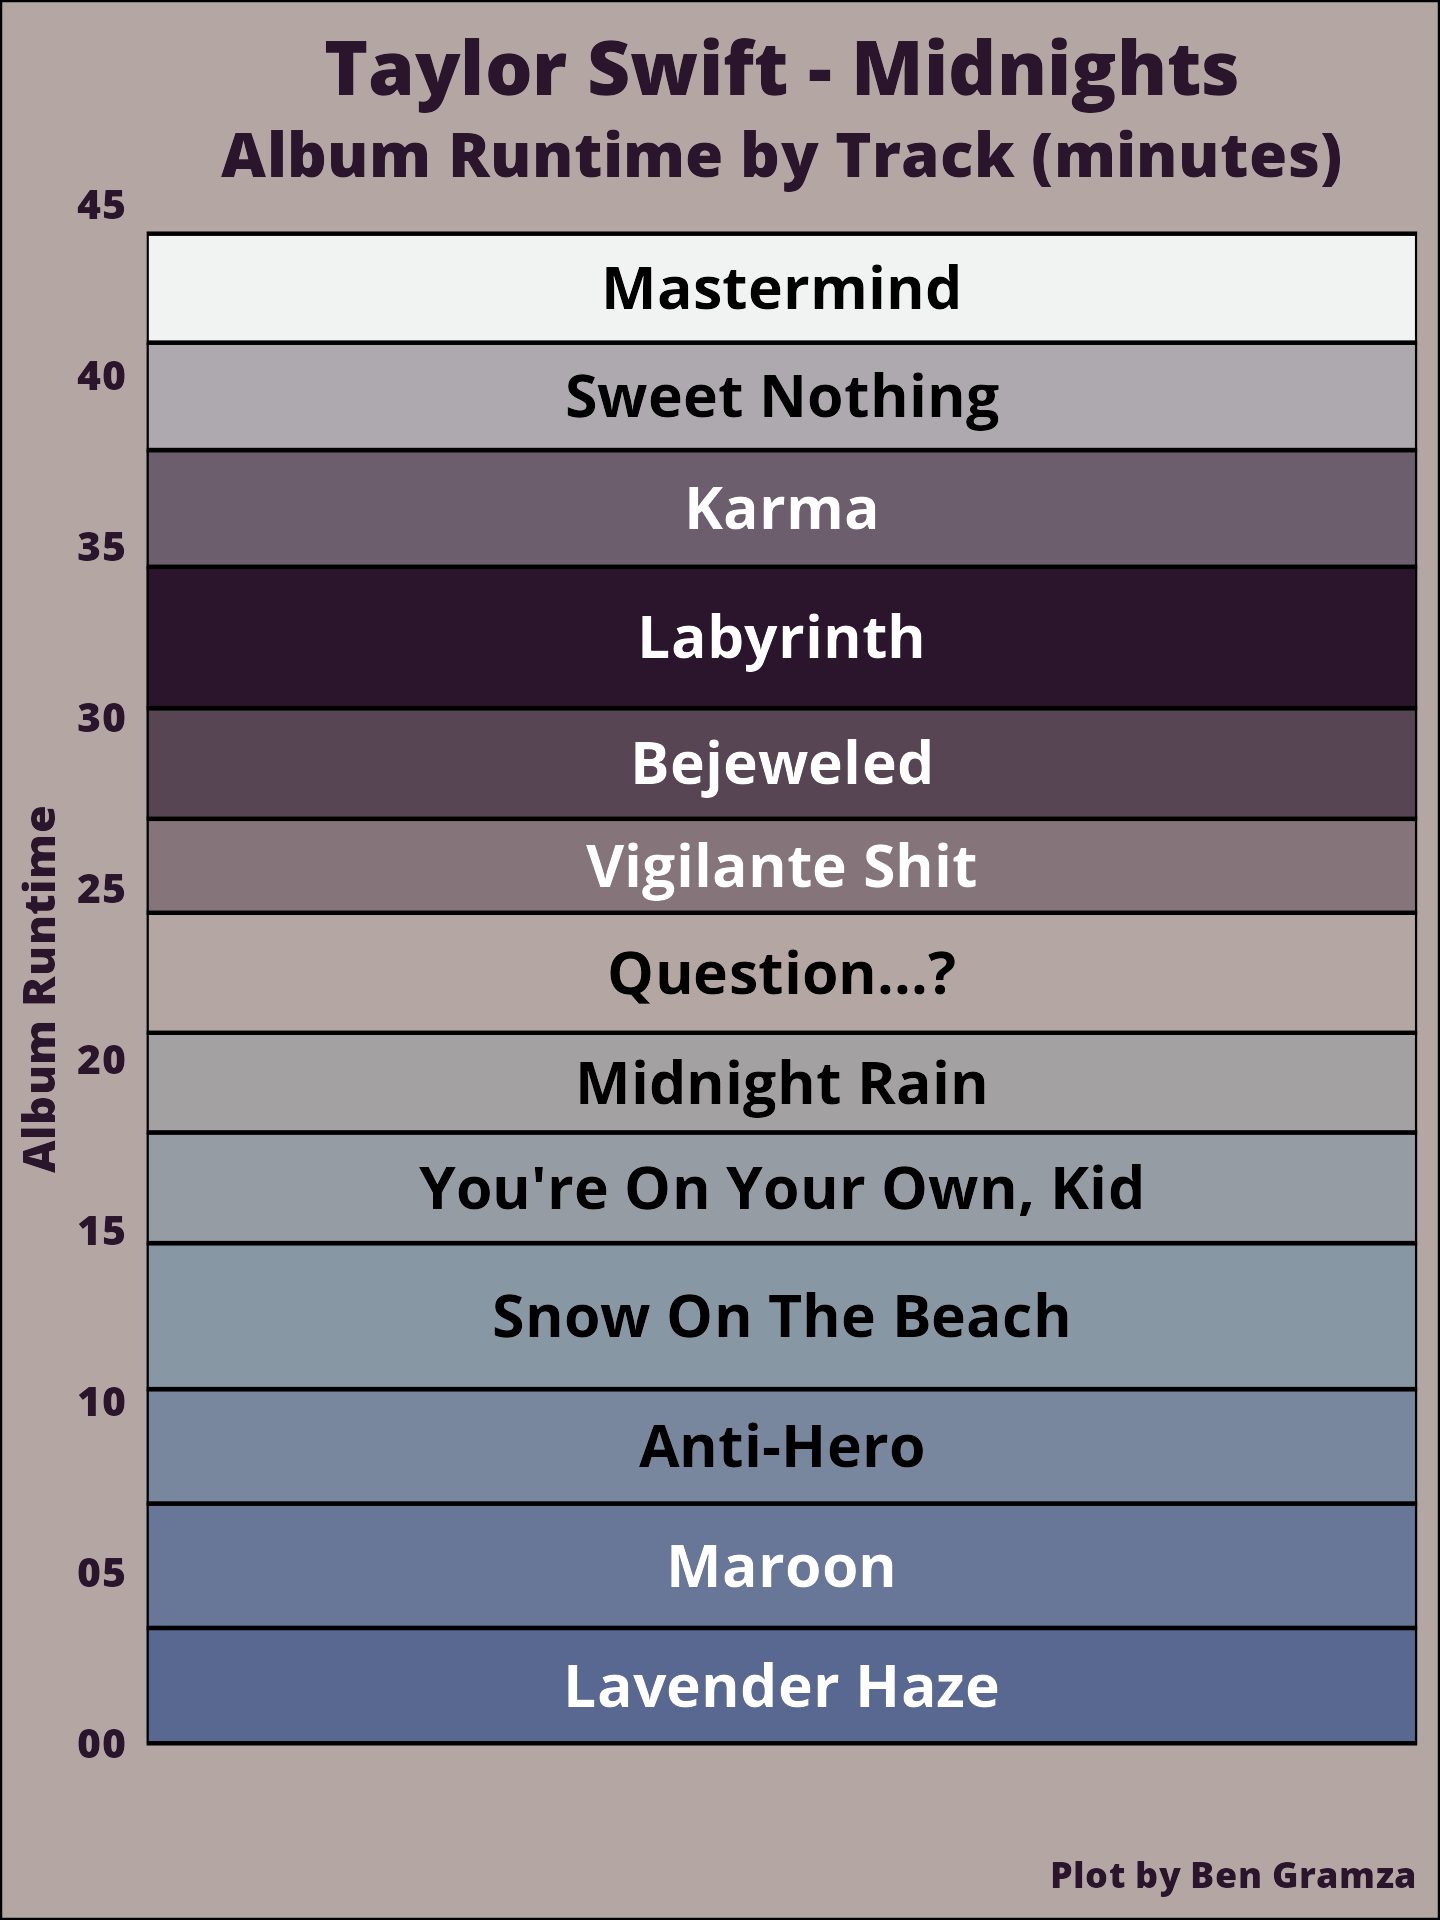 Taylor Swift - Midnights
Album Runtime by Track (minutes)
45
Mastermind
40
Sweet Nothing
Karma
35
Labyrinth
30
Bejeweled
Vigilante Shit
25
Question...?
Album Runtime
20
Midnight Rain
You're On Your Own, Kid
15
Snow On The Beach
10
Anti-Hero
Maroon
05
Lavender Haze
00
Plot by Ben Gramza